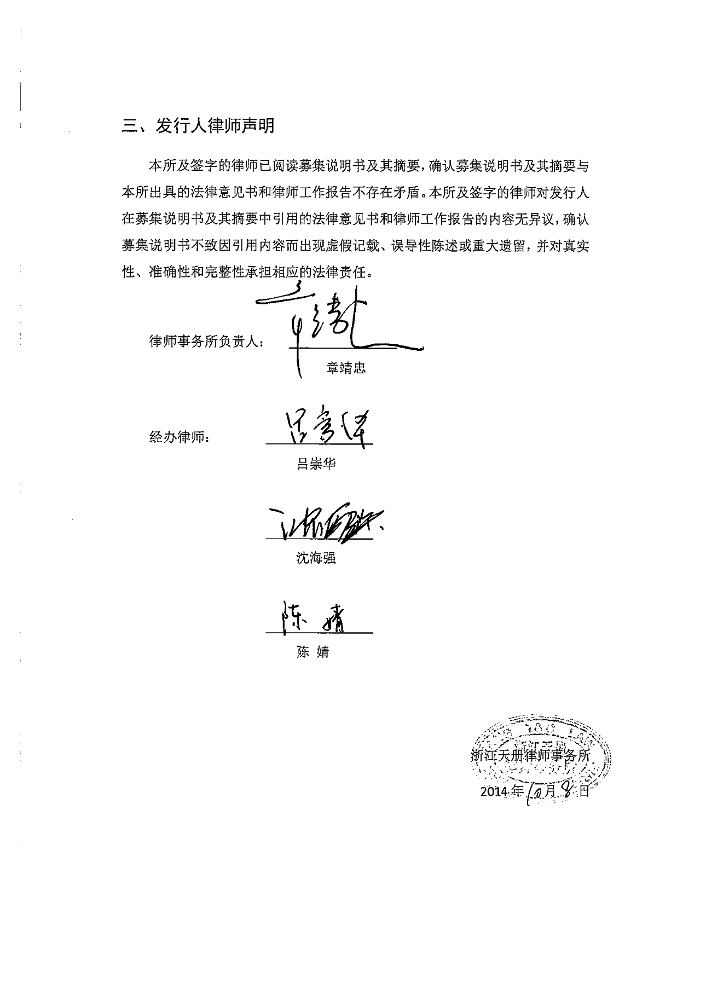 三、发行人律师声明
本所及签字的律师已阅读募集说明书及其摘要，确认募集说明书及其摘要与
本所出具的法律意见书和律师工作报告不存在矛盾。本所及签字的律师对发行人
在募集说明书及其摘要中引用的法律意见书和律师工作报告的内容无异议，确认
募集说明书不致因引用内容而出现虚假记载、误导性陈述或重大遗留，并对真实
性、准确性和完整性承担相应的法律责任。
律师事务所负责人：
章靖忠
经办律师：
吕崇华
吕崇华
沈海强
陈 婧
陈 婧
浙江天册律师事务所
2014 年 10 月 8 日